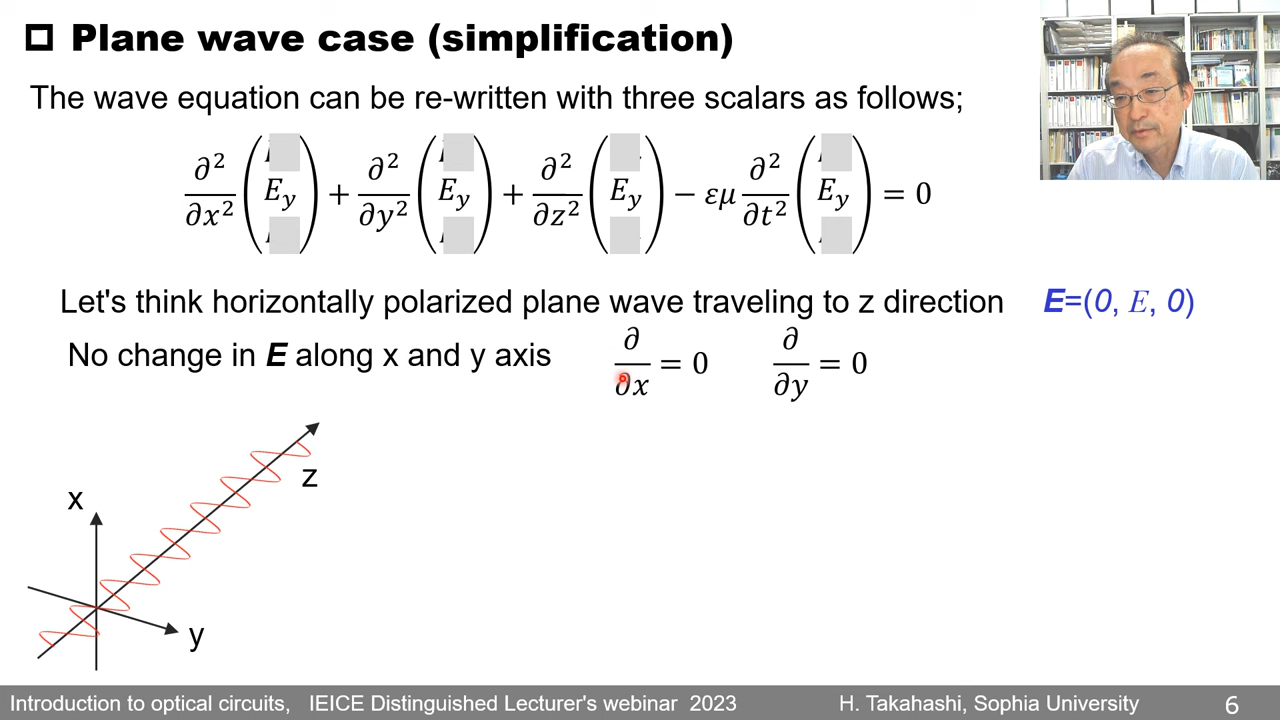 Plane wave case (simplification)
The wave equation can be re-written with three scalars as follows;
∂²/∂x² (E_y) + ∂²/∂y² (E_y) + ∂²/∂z² (E_y) − εμ ∂²/∂t² (E_y) = 0
Let's think horizontally polarized plane wave traveling to z direction E=(0, E, 0)
No change in E along x and y axis ∂/∂x = 0 ∂/∂y = 0
x
z
y
Introduction to optical circuits, IEICE Distinguished Lecturer's webinar 2023 H. Takahashi, Sophia University 6